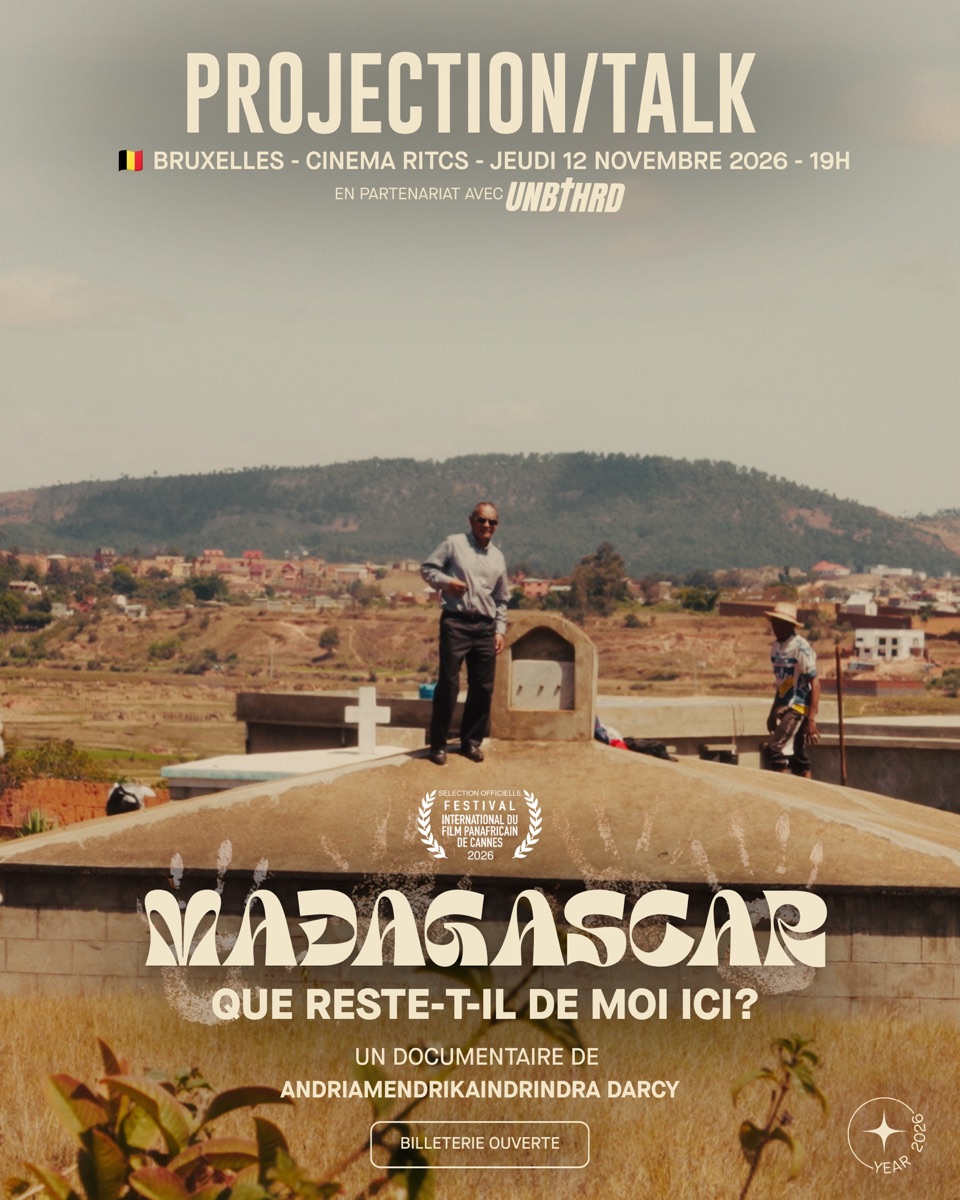 PROJECTION/TALK
🇧🇪 BRUXELLES - CINEMA RITCS - JEUDI 12 NOVEMBRE 2026 - 19H
EN PARTENARIAT AVEC UNBTHRD
SELECTION OFFICIELLE
FESTIVAL
INTERNATIONAL DU
FILM PANAFRICAIN
DE CANNES
2026
MADAGASCAR
QUE RESTE-T-IL DE MOI ICI?
UN DOCUMENTAIRE DE
ANDRIAMENDRIKAINDRINDRA DARCY
BILLETERIE OUVERTE
YEAR 2026